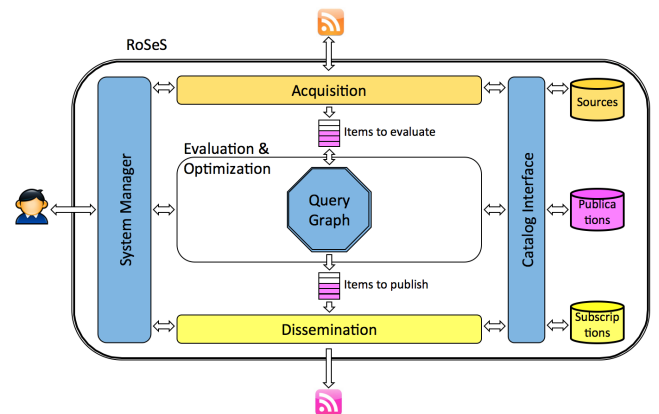 RoSeS
Acquisition
Sources
Items to evaluate
Evaluation &
Optimization
System Manager
Query
Graph
Catalog Interface
Publica
tions
Items to publish
Dissemination
Subscrip
tions